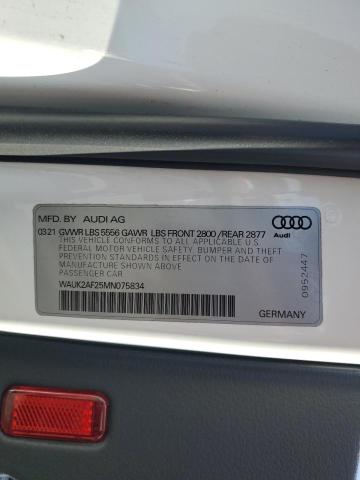 MFD. BY AUDI AG
0321 GVWR LBS 5556 GAWR LBS FRONT 2800 /REAR 2877
THIS VEHICLE CONFORMS TO ALL APPLICABLE U.S.
FEDERAL MOTOR VEHICLE SAFETY, BUMPER AND THEFT
PREVENTION STANDARDS IN EFFECT ON THE DATE OF
MANUFACTURE SHOWN ABOVE.
PASSENGER CAR
WAUK2AF25MN075834
Audi
0952447
GERMANY